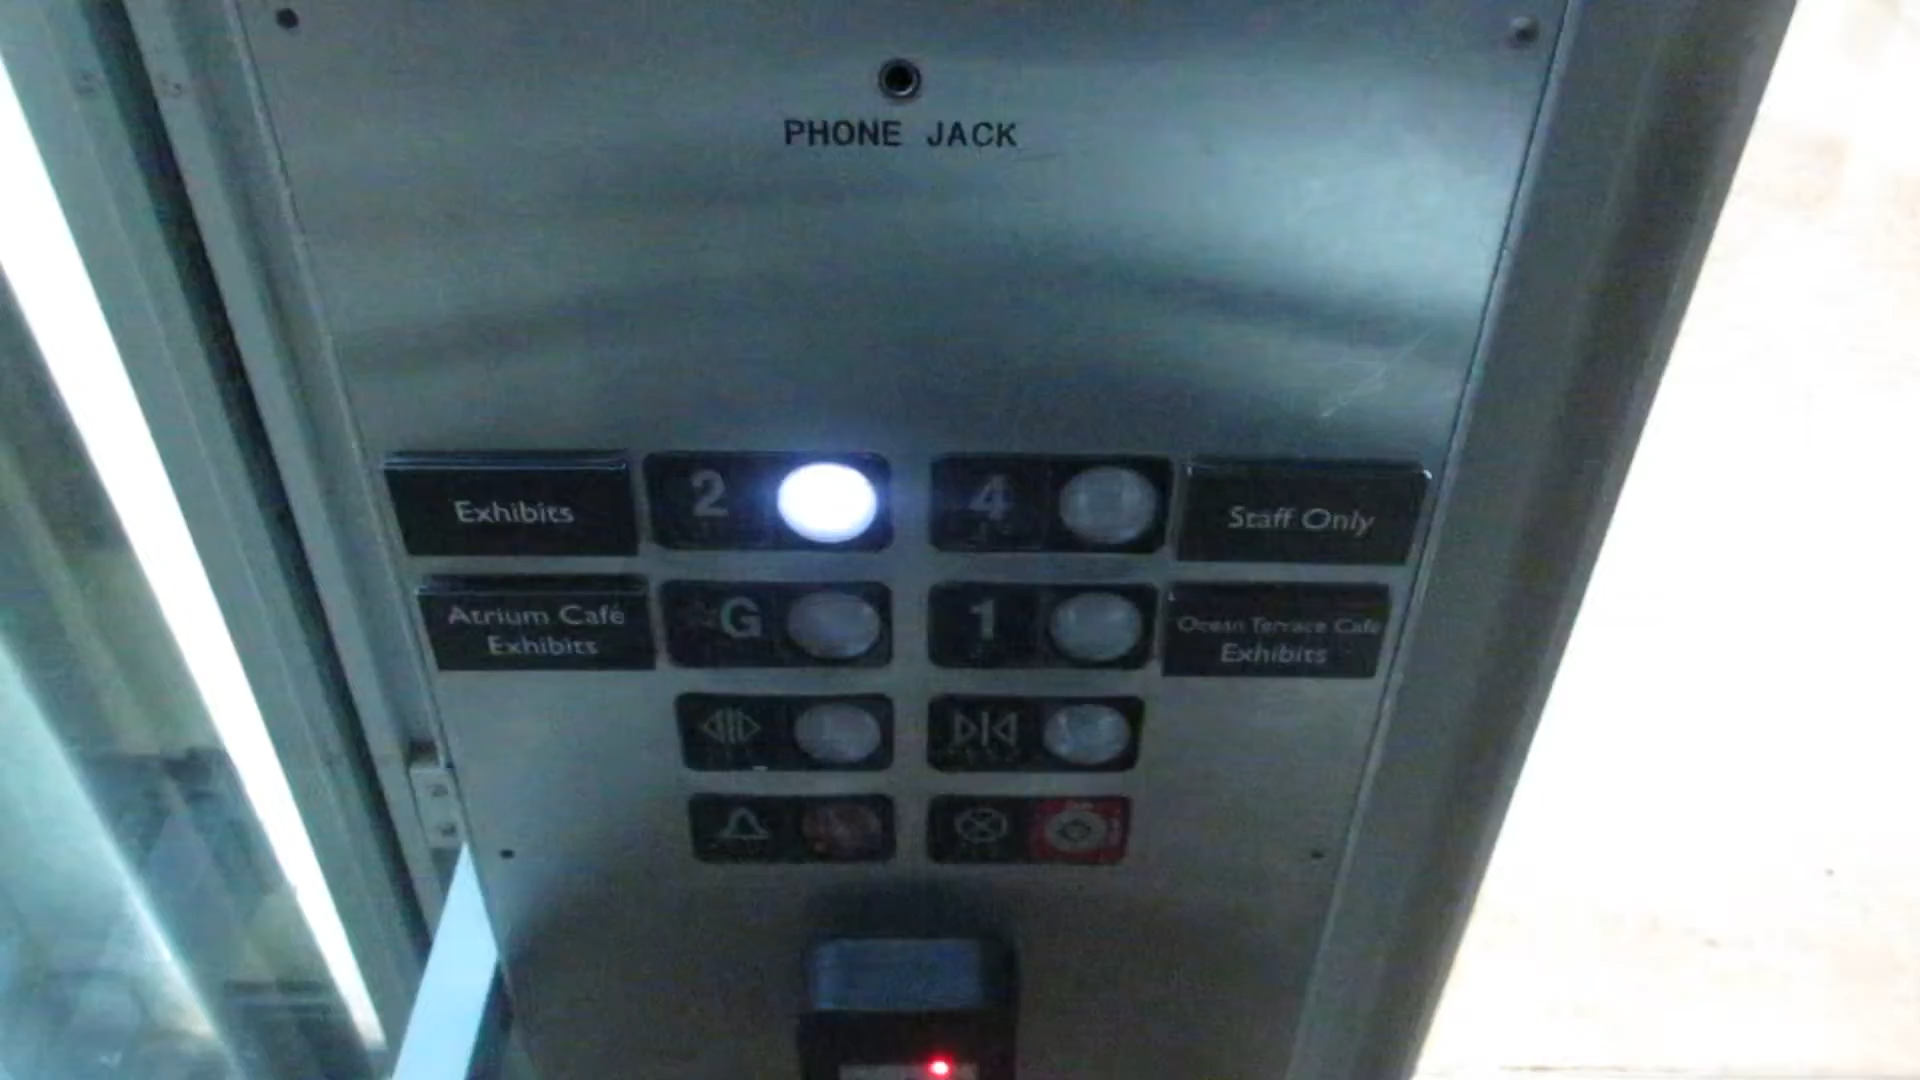 PHONE JACK
Exhibits
2
4
Staff Only
Atrium Café
Exhibits
G
1
Ocean Terrace Cafe
Exhibits